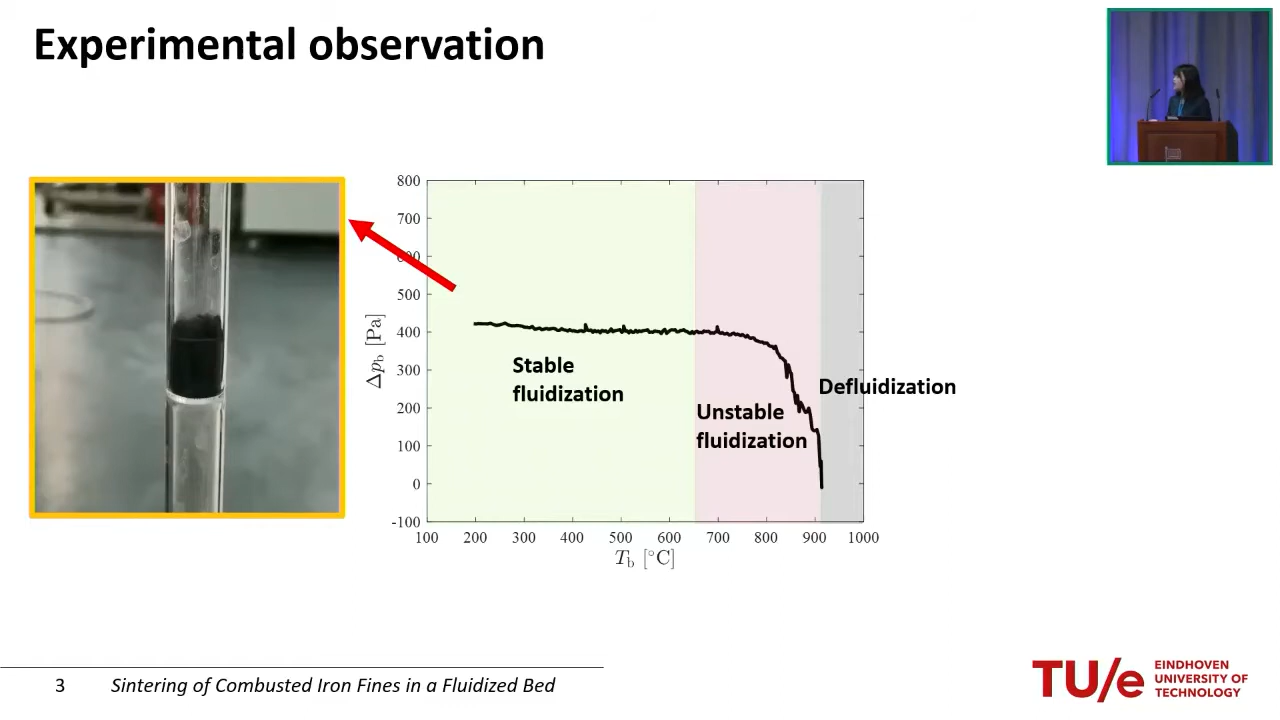 Experimental observation
800
700
600
500
400
300
200
100
0
-100
Δpb [Pa]
Stable
fluidization
Unstable
fluidization
Defluidization
100 200 300 400 500 600 700 800 900 1000
Tb [°C]
3 Sintering of Combusted Iron Fines in a Fluidized Bed
TU/e
EINDHOVEN
UNIVERSITY OF
TECHNOLOGY